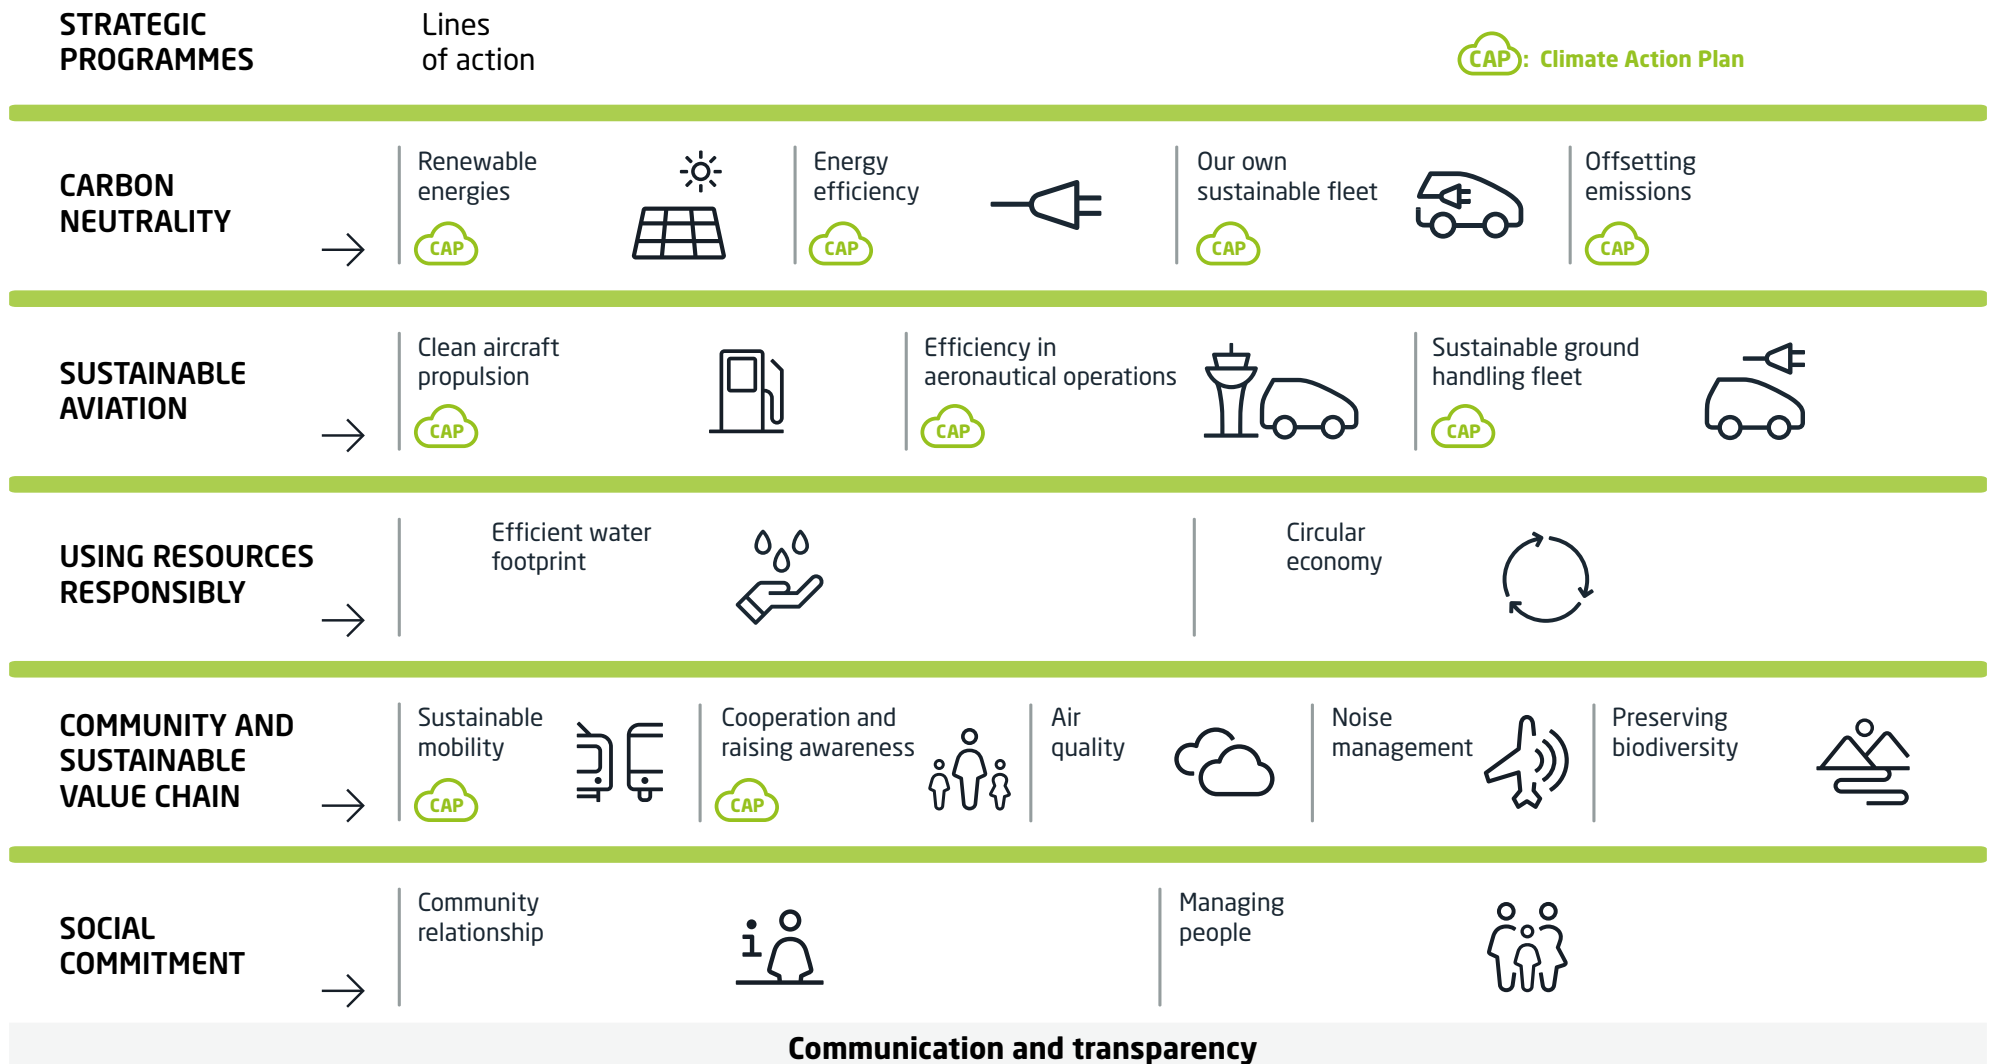 STRATEGIC
PROGRAMMES
Lines
of action
CAP: Climate Action Plan
CARBON
NEUTRALITY
Renewable
energies
CAP
Energy
efficiency
CAP
Our own
sustainable fleet
CAP
Offsetting
emissions
CAP
SUSTAINABLE
AVIATION
Clean aircraft
propulsion
CAP
Efficiency in
aeronautical operations
CAP
Sustainable ground
handling fleet
CAP
USING RESOURCES
RESPONSIBLY
Efficient water
footprint
Circular
economy
COMMUNITY AND
SUSTAINABLE
VALUE CHAIN
Sustainable
mobility
CAP
Cooperation and
raising awareness
CAP
Air
quality
Noise
management
Preserving
biodiversity
SOCIAL
COMMITMENT
Community
relationship
i
Managing
people
Communication and transparency